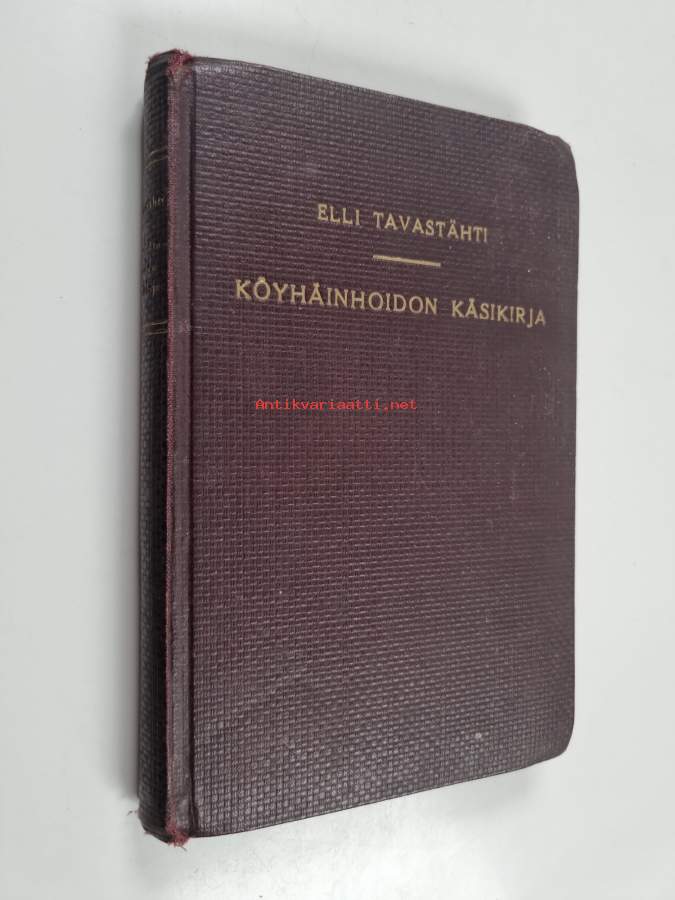 ELLI TAVASTÄHTI
KÖYHÄINHOIDON KÄSIKIRJA
Antikvariaatti.net